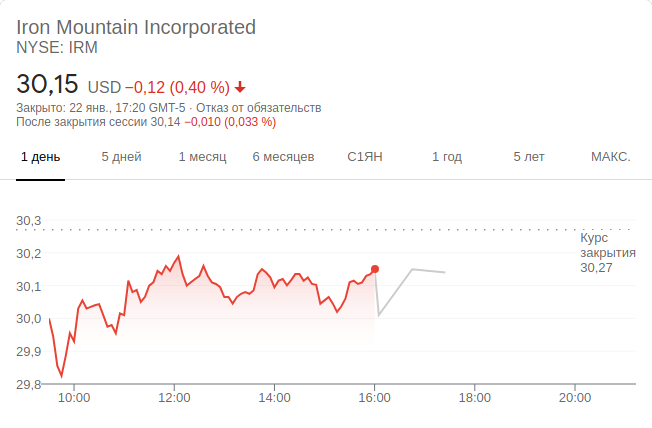 Iron Mountain Incorporated
NYSE: IRM
30,15 USD −0,12 (0,40 %)
Закрыто: 22 янв., 17:20 GMT-5 · Отказ от обязательств
После закрытия сессии 30,14 −0,010 (0,033 %)
1 день 5 дней 1 месяц 6 месяцев С1ЯН 1 год 5 лет МАКС.
30,3
Курс
закрытия
30,27
30,2
30,1
30,0
29,9
29,8
10:00 12:00 14:00 16:00 18:00 20:00